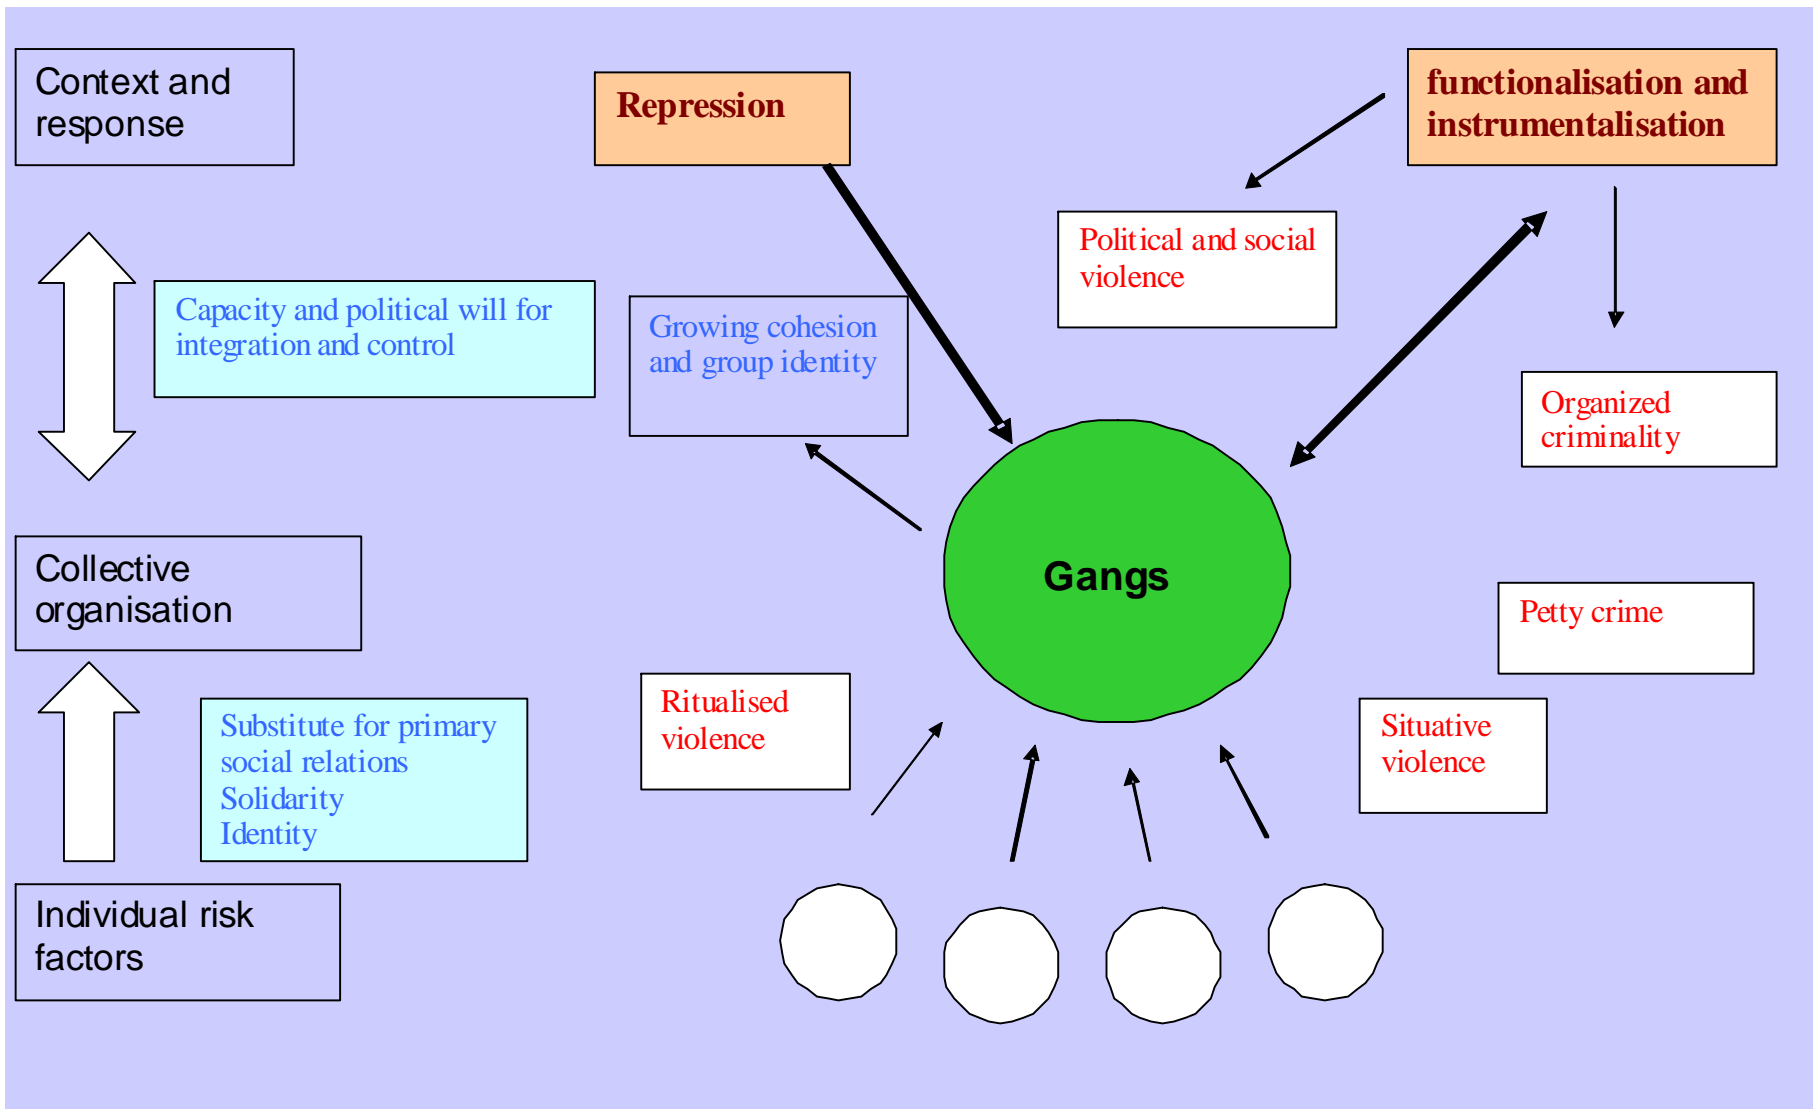 Context and
response
Repression
functionalisation and
instrumentalisation
Political and social
violence
Capacity and political will for
integration and control
Growing cohesion
and group identity
Organized
criminality
Collective
organisation
Gangs
Petty crime
Ritualised
violence
Substitute for primary
social relations
Solidarity
Identity
Situative
violence
Individual risk
factors